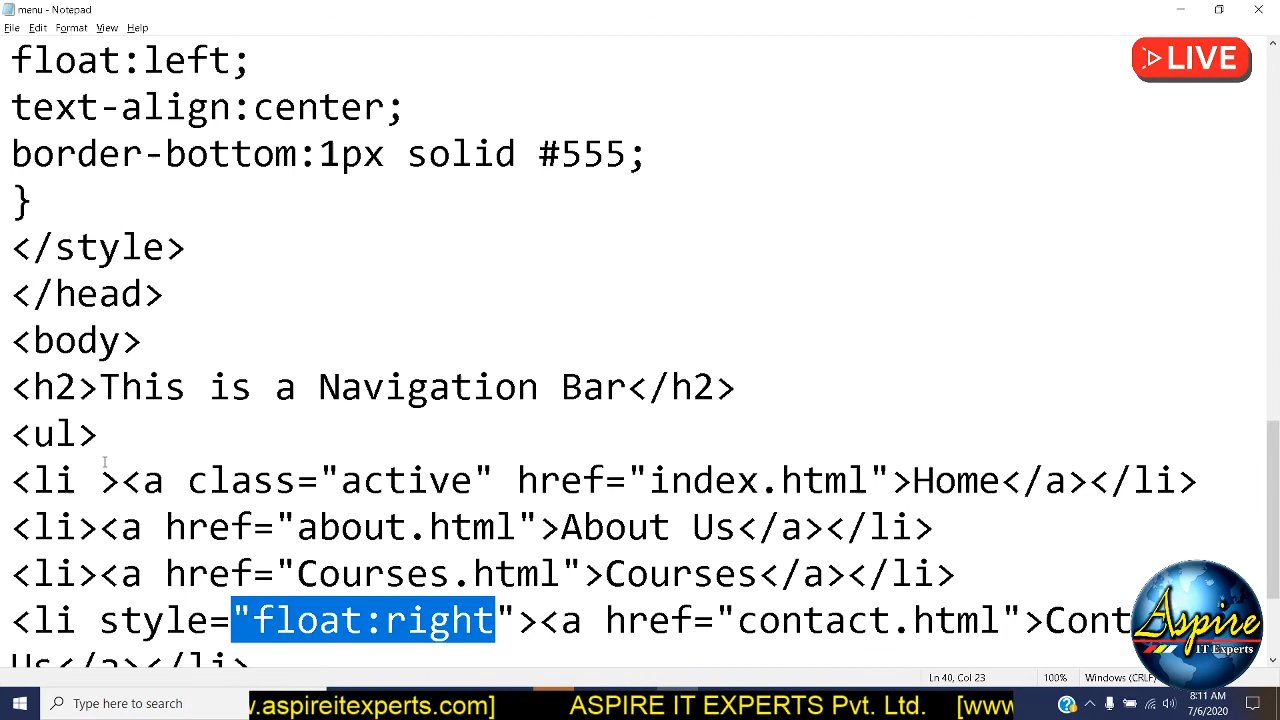 menu - Notepad
File Edit Format View Help
LIVE
float:left;
text-align:center;
border-bottom:1px solid #555;
}
</style>
</head>
<body>
<h2>This is a Navigation Bar</h2>
<ul>
<li ><a class="active" href="index.html">Home</a></li>
<li><a href="about.html">About Us</a></li>
<li><a href="Courses.html">Courses</a></li>
<li style="float:right"><a href="contact.html">Cont
Us</a></li>
Aspire
IT Experts
Ln 40, Col 23 100% Windows (CRLF)
Type here to search
.aspireitexperts.com] ASPIRE IT EXPERTS Pvt. Ltd. [www
8:11 AM
7/6/2020